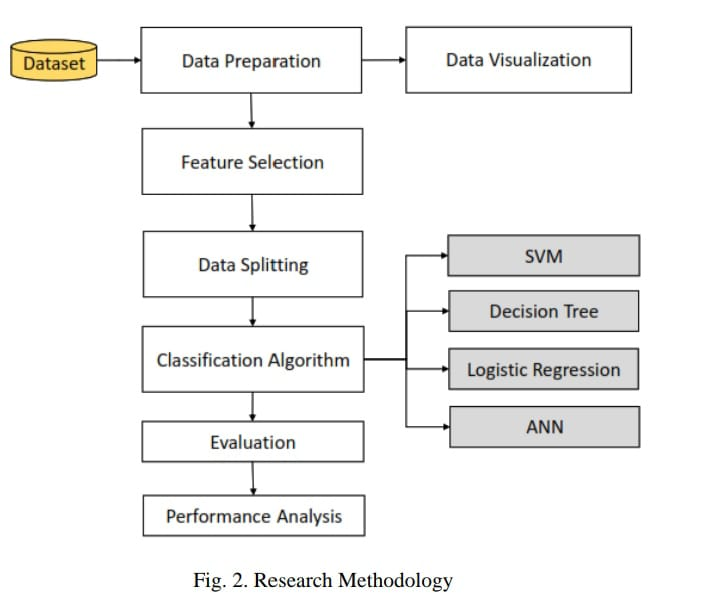 Dataset
Data Preparation
Data Visualization
Feature Selection
Data Splitting
SVM
Decision Tree
Classification Algorithm
Logistic Regression
ANN
Evaluation
Performance Analysis
Fig. 2. Research Methodology